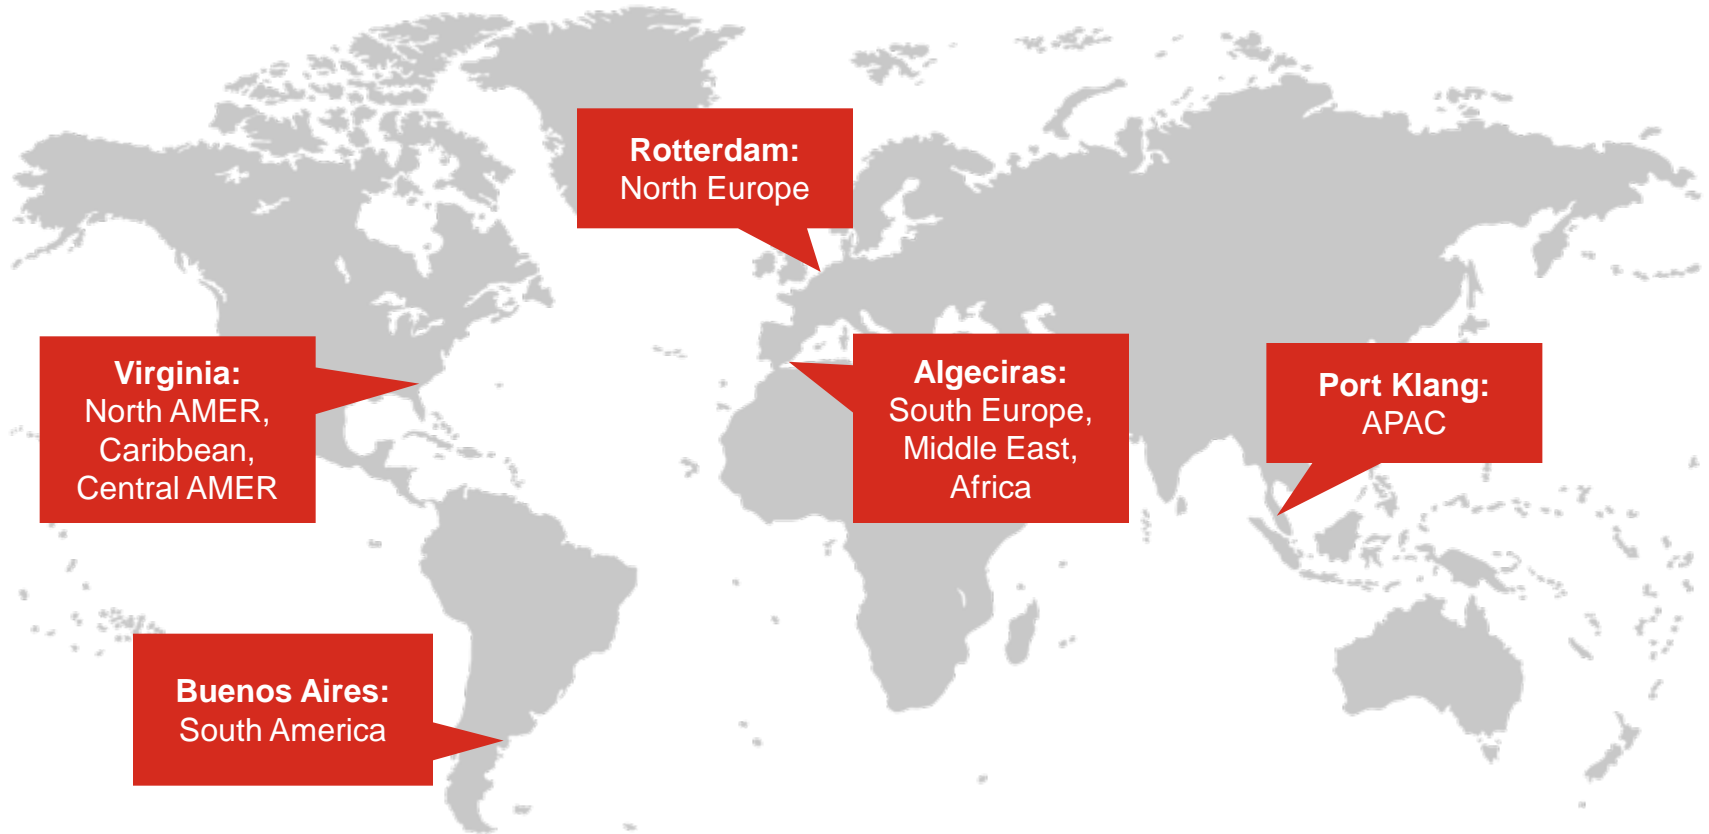 Rotterdam:
North Europe
Virginia:
North AMER,
Caribbean,
Central AMER
Algeciras:
South Europe,
Middle East,
Africa
Port Klang:
APAC
Buenos Aires:
South America